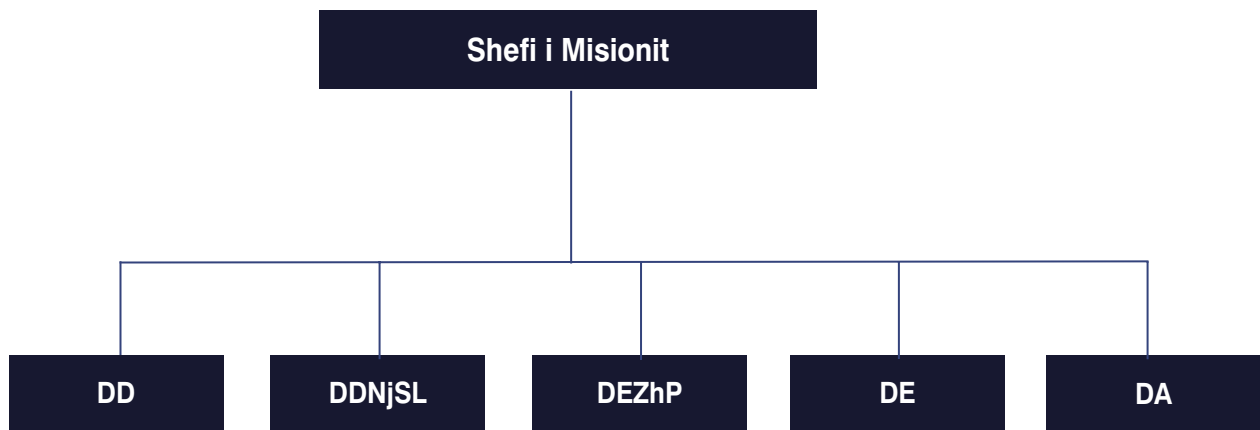 Shefi i Misionit
DD
DDNjSL
DEZhP
DE
DA